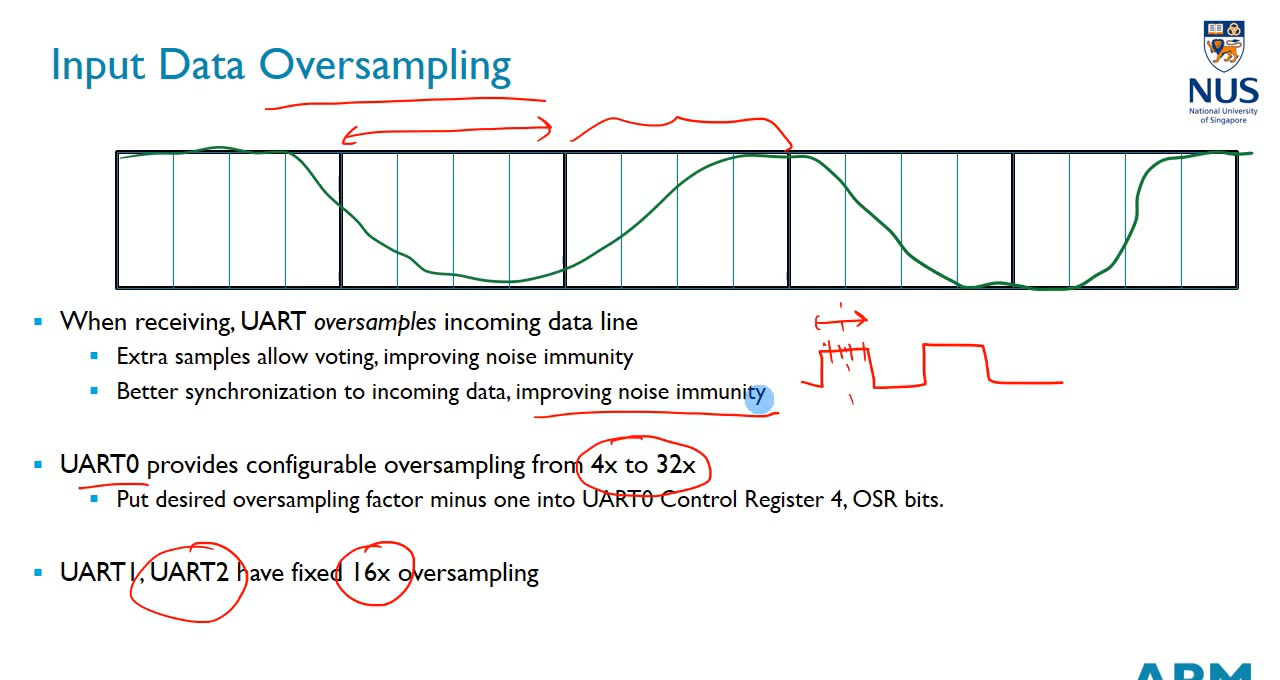 Input Data Oversampling
NUS
National University
of Singapore
When receiving, UART oversamples incoming data line
Extra samples allow voting, improving noise immunity
Better synchronization to incoming data, improving noise immunity
UART0 provides configurable oversampling from 4x to 32x
Put desired oversampling factor minus one into UART0 Control Register 4, OSR bits.
UART1, UART2 have fixed 16x oversampling
ARM